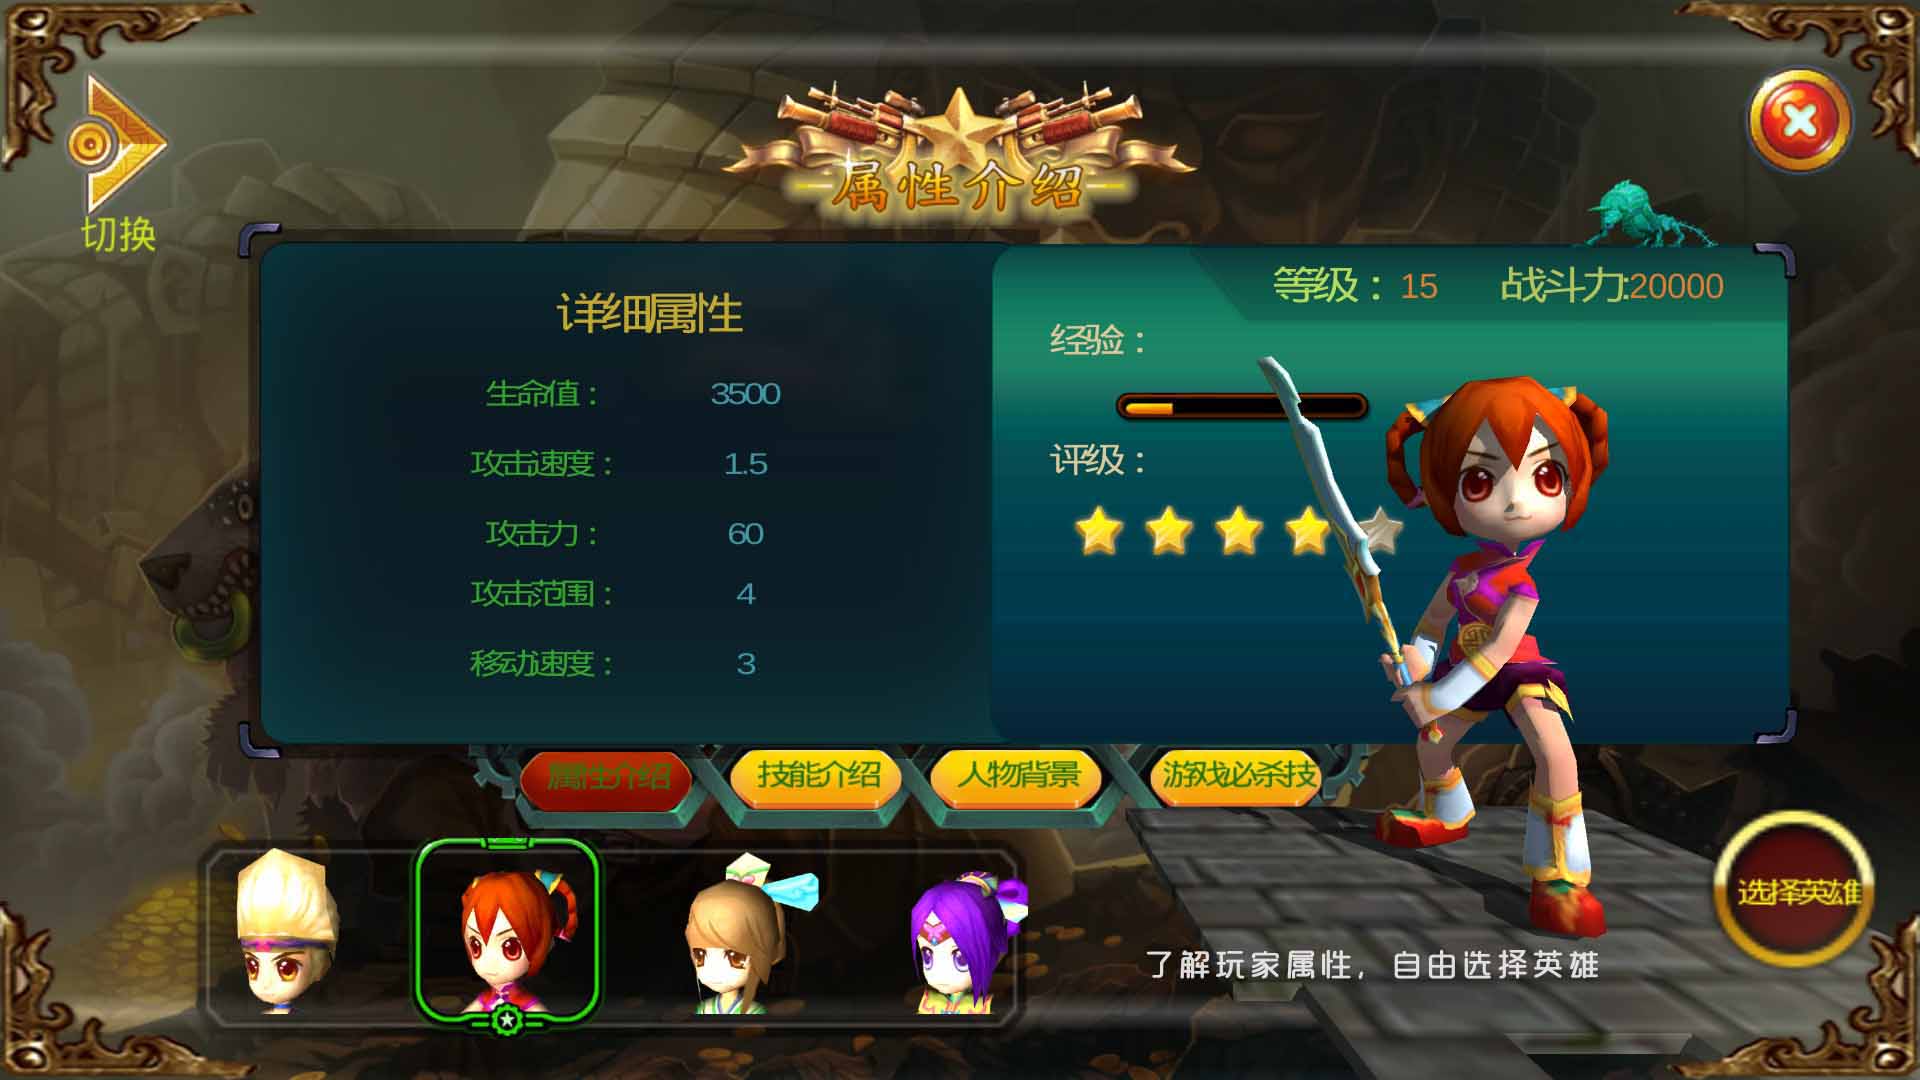 属性介绍
切换
详细属性
生命值： 3500
攻击速度： 1.5
攻击力： 60
攻击范围： 4
移动速度： 3
等级： 15 战斗力:20000
经验：
评级：
属性介绍 技能介绍 人物背景 游戏必杀技
选择英雄
了解玩家属性，自由选择英雄